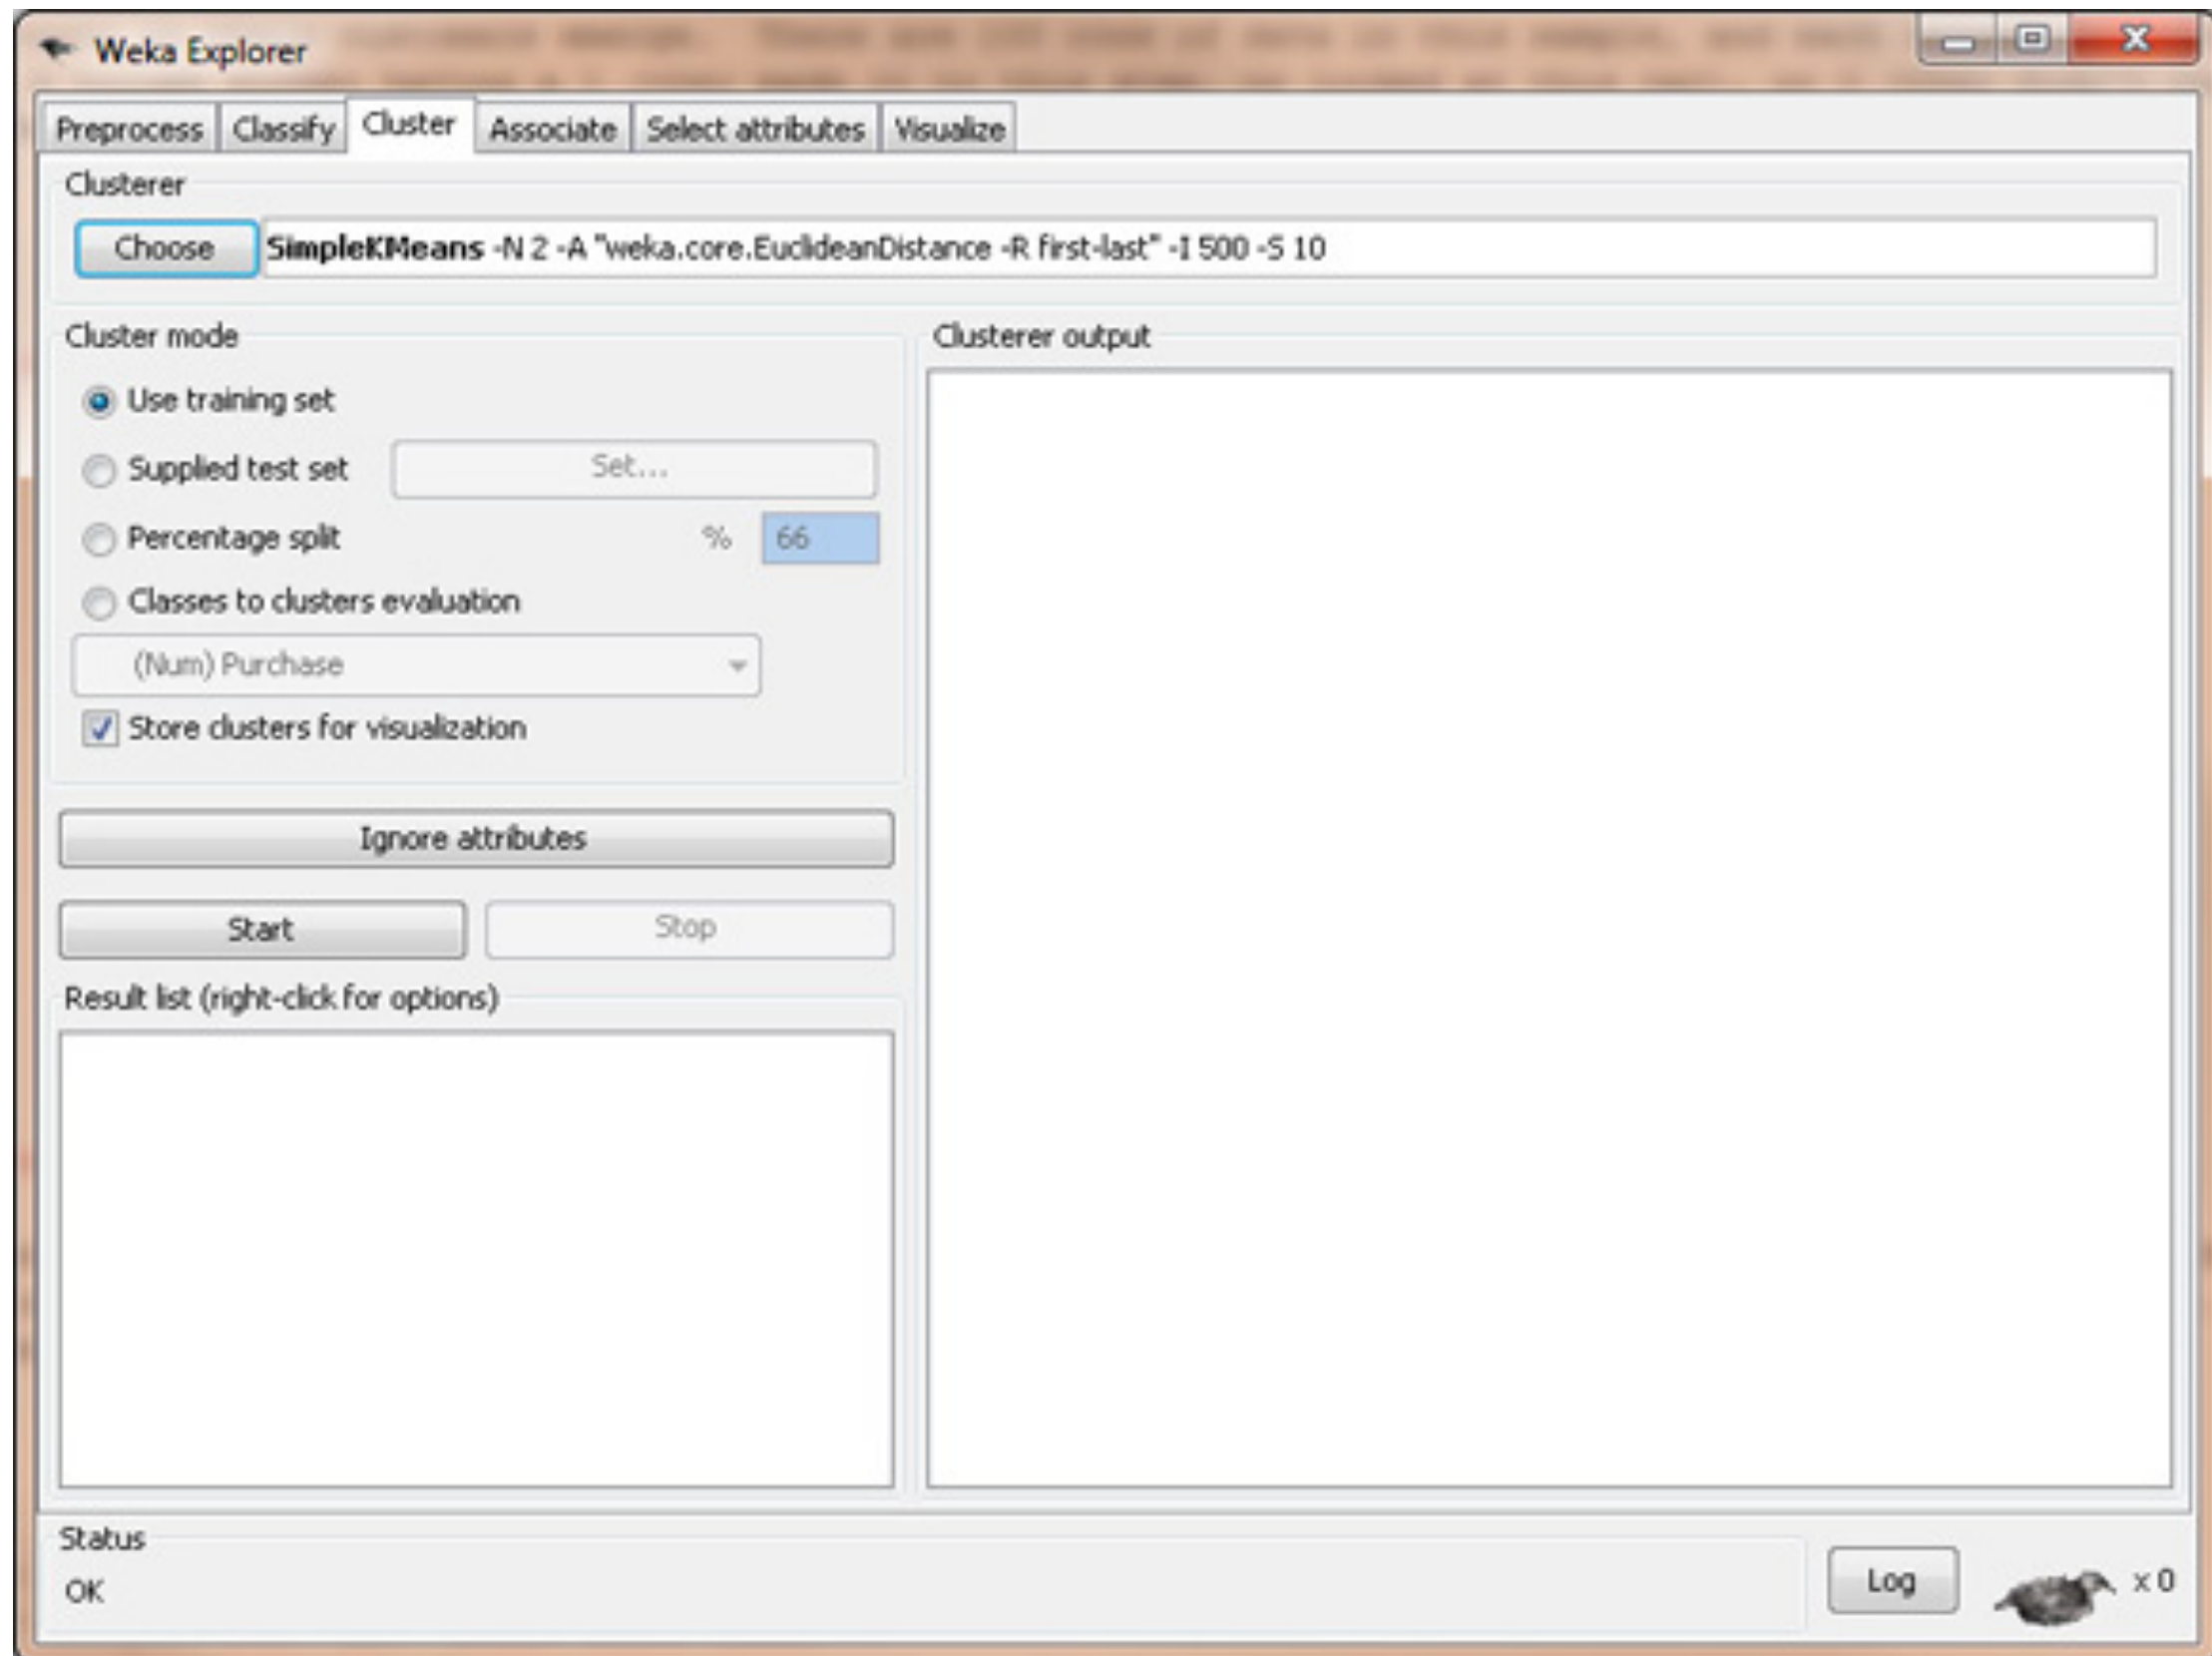 Weka Explorer
Preprocess Classify Cluster Associate Select attributes Visualize
Clusterer
Choose SimpleKMeans -N 2 -A "weka.core.EuclideanDistance -R first-last" -I 500 -S 10
Cluster mode
Use training set
Supplied test set Set...
Percentage split % 66
Classes to clusters evaluation
(Num) Purchase
Store clusters for visualization
Ignore attributes
Start Stop
Result list (right-click for options)
Clusterer output
Status
OK
Log x 0